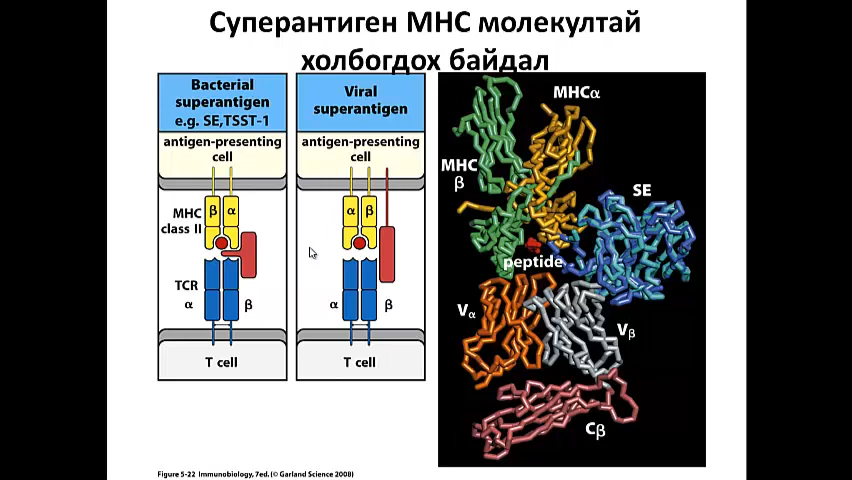 Суперантиген МНС молекултай
холбогдох байдал
Bacterial
superantigen
e.g. SE,TSST-1
antigen-presenting
cell
β α
MHC
class II
TCR
α β
T cell
Viral
superantigen
antigen-presenting
cell
α β
α β
T cell
MHCα
MHC
β
SE
peptide
Vα
Vβ
Cβ
Figure 5-22 Immunobiology, 7ed. (© Garland Science 2008)